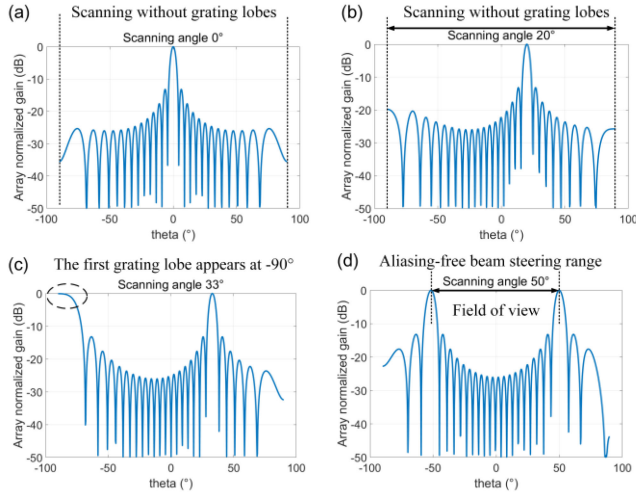 (a)
Scanning without grating lobes
Scanning angle 0°
Array normalized gain (dB)
0
-10
-20
-30
-40
-50
-100
-50
0
50
100
theta (°)
(b)
Scanning without grating lobes
Scanning angle 20°
Array normalized gain (dB)
0
-10
-20
-30
-40
-50
-100
-50
0
50
100
theta (°)
(c)
The first grating lobe appears at -90°
Scanning angle 33°
Array normalized gain (dB)
0
-10
-20
-30
-40
-50
-100
-50
0
50
100
theta (°)
(d)
Aliasing-free beam steering range
Scanning angle 50°
Field of view
Array normalized gain (dB)
0
-10
-20
-30
-40
-50
-100
-50
0
50
100
theta (°)